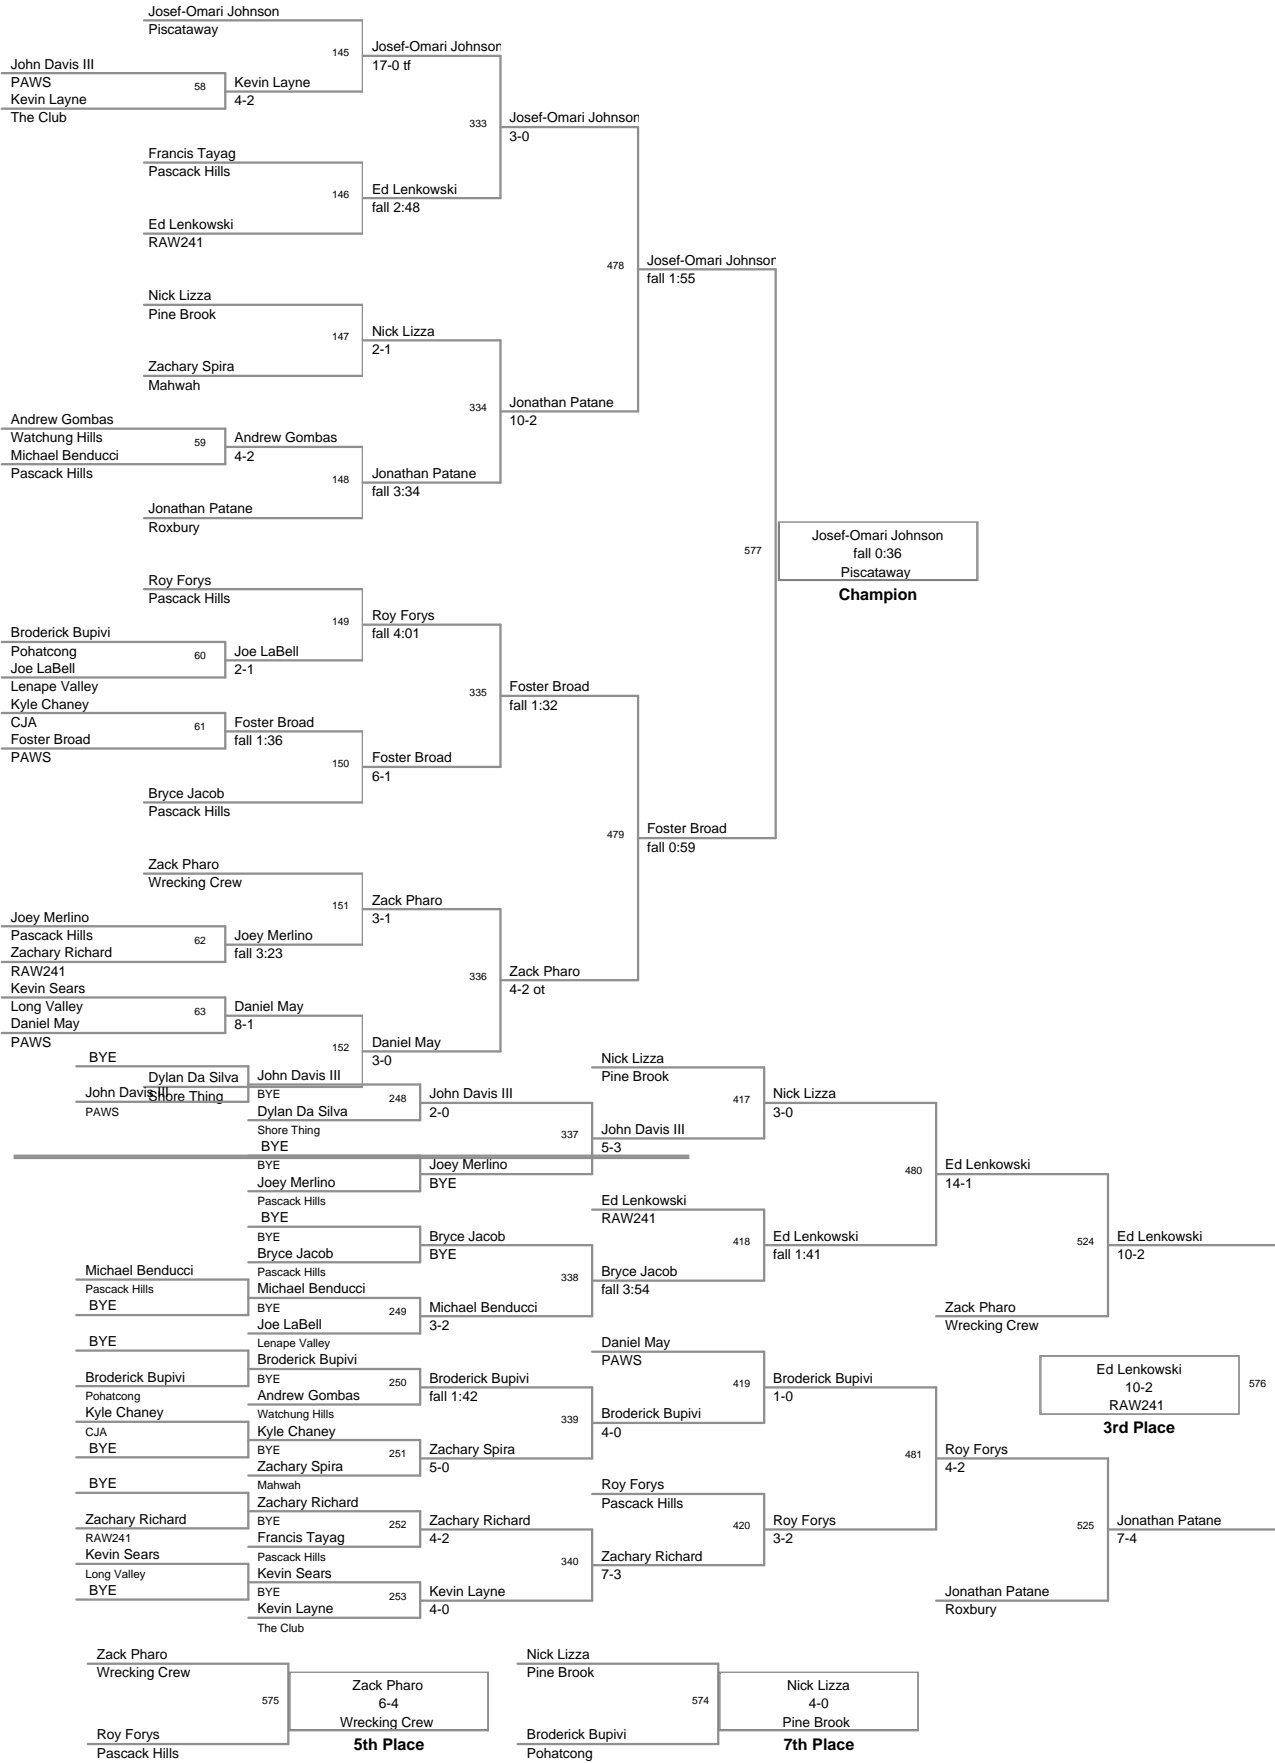 Josef-Omari Johnson
Piscataway
145
Josef-Omari Johnson
17-0 tf
John Davis III
PAWS
58
Kevin Layne
Kevin Layne
4-2
The Club
333
Josef-Omari Johnson
3-0
Francis Tayag
Pascack Hills
146
Ed Lenkowski
fall 2:48
Ed Lenkowski
RAW241
478
Josef-Omari Johnson
fall 1:55
Nick Lizza
Pine Brook
147
Nick Lizza
2-1
Zachary Spira
Mahwah
334
Jonathan Patane
10-2
Andrew Gombas
Watchung Hills
59
Andrew Gombas
4-2
Michael Benducci
Pascack Hills
148
Jonathan Patane
fall 3:34
Jonathan Patane
Roxbury
577
Josef-Omari Johnson
fall 0:36
Piscataway
Champion
Roy Forys
Pascack Hills
149
Roy Forys
fall 4:01
Broderick Bupivi
Pohatcong
60
Joe LaBell
2-1
Joe LaBell
Lenape Valley
335
Foster Broad
fall 1:32
Kyle Chaney
CJA
61
Foster Broad
fall 1:36
Foster Broad
PAWS
150
Foster Broad
6-1
Bryce Jacob
Pascack Hills
479
Foster Broad
fall 0:59
Zack Pharo
Wrecking Crew
151
Zack Pharo
3-1
Joey Merlino
Pascack Hills
62
Joey Merlino
fall 3:23
Zachary Richard
RAW241
336
Zack Pharo
4-2 ot
Kevin Sears
Long Valley
63
Daniel May
8-1
Daniel May
PAWS
152
Daniel May
3-0
Dylan Da Silva
Shore Thing
BYE
John Davis III
PAWS
John Davis III
BYE
248
Dylan Da Silva
Shore Thing
John Davis III
2-0
337
John Davis III
5-3
BYE
BYE
Joey Merlino
Pascack Hills
Joey Merlino
BYE
Nick Lizza
Pine Brook
417
Nick Lizza
3-0
480
Ed Lenkowski
14-1
Ed Lenkowski
RAW241
418
Ed Lenkowski
fall 1:41
BYE
BYE
Bryce Jacob
Pascack Hills
Bryce Jacob
BYE
338
Bryce Jacob
fall 3:54
Michael Benducci
Pascack Hills
BYE
Michael Benducci
BYE
249
Joe LaBell
Lenape Valley
Michael Benducci
3-2
524
Ed Lenkowski
10-2
Zack Pharo
Wrecking Crew
BYE
Broderick Bupivi
Pohatcong
Broderick Bupivi
BYE
250
Andrew Gombas
Watchung Hills
Broderick Bupivi
fall 1:42
339
Broderick Bupivi
4-0
Daniel May
PAWS
419
Broderick Bupivi
1-0
Ed Lenkowski
10-2
RAW241
576
3rd Place
Kyle Chaney
CJA
BYE
Kyle Chaney
BYE
251
Zachary Spira
Mahwah
Zachary Spira
5-0
481
Roy Forys
4-2
BYE
Zachary Richard
RAW241
Zachary Richard
BYE
252
Francis Tayag
Pascack Hills
Zachary Richard
4-2
Roy Forys
Pascack Hills
420
Roy Forys
3-2
340
Zachary Richard
7-3
525
Jonathan Patane
7-4
Kevin Sears
Long Valley
BYE
Kevin Sears
BYE
253
Kevin Layne
The Club
Kevin Layne
4-0
Jonathan Patane
Roxbury
Zack Pharo
Wrecking Crew
575
Roy Forys
Pascack Hills
Zack Pharo
6-4
Wrecking Crew
5th Place
Nick Lizza
Pine Brook
574
Broderick Bupivi
Pohatcong
Nick Lizza
4-0
Pine Brook
7th Place